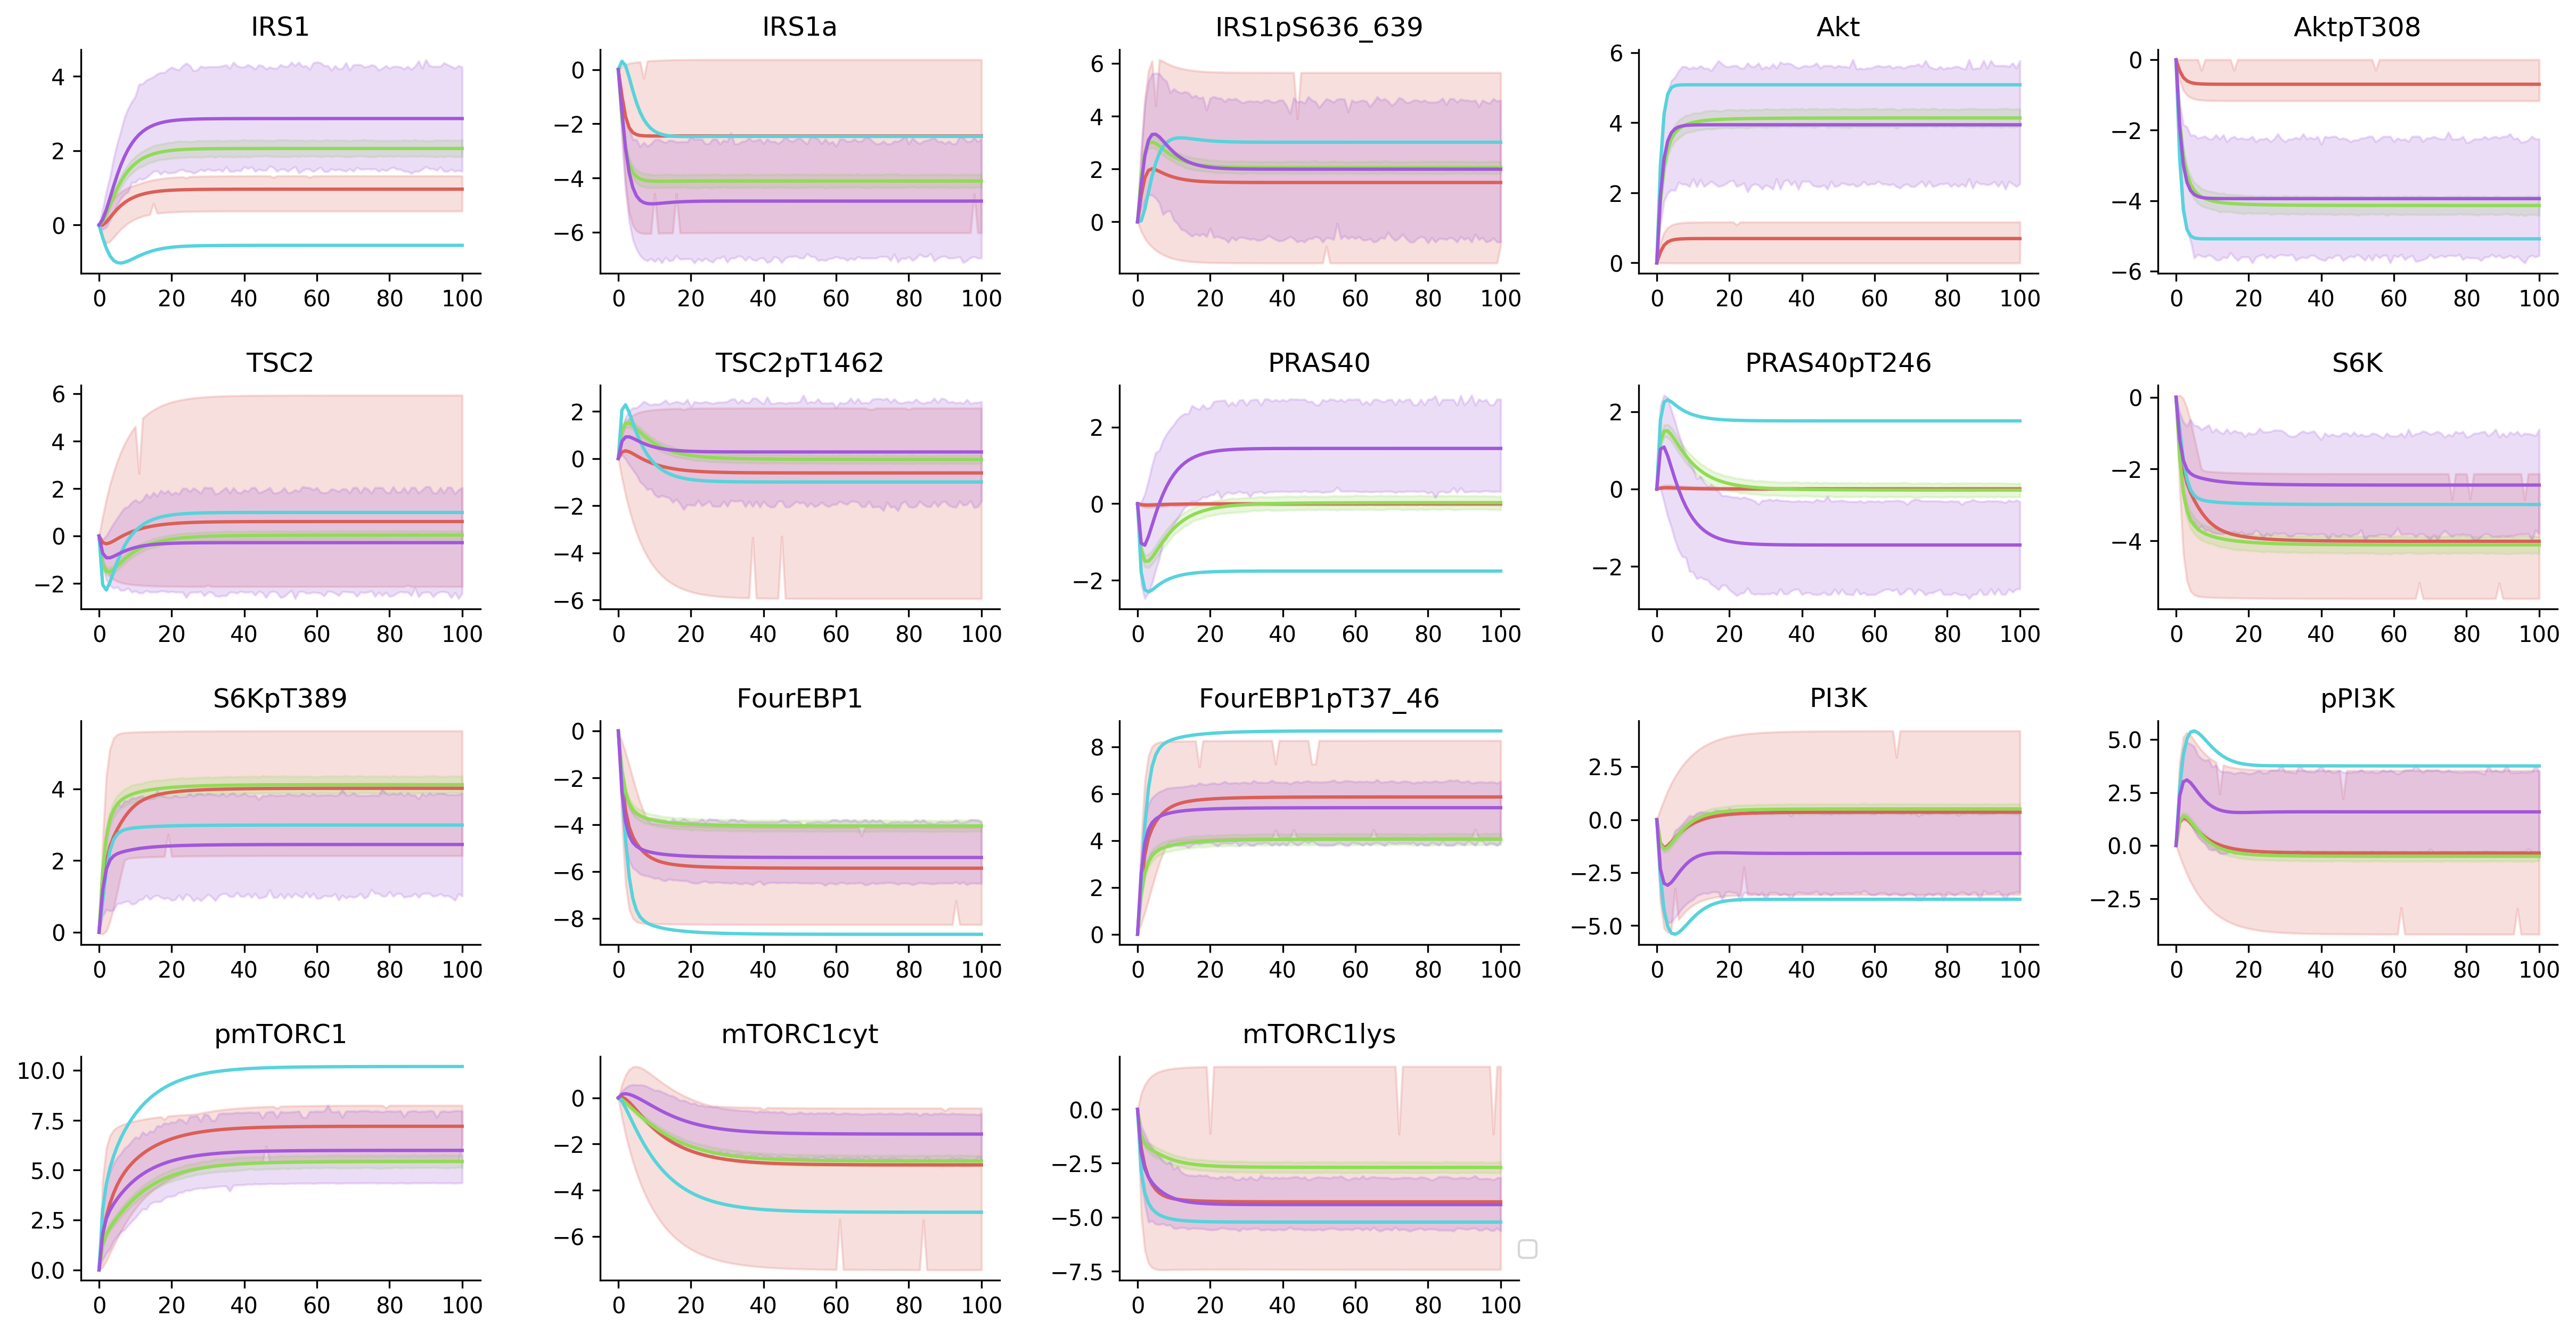 IRS1 IRS1a IRS1pS636_639 Akt AktpT308
4 2 0
0 −2 −4 −6
6 4 2 0
6 4 2 0
0 −2 −4 −6
0 20 40 60 80 100 0 20 40 60 80 100 0 20 40 60 80 100 0 20 40 60 80 100 0 20 40 60 80 100
TSC2 TSC2pT1462 PRAS40 PRAS40pT246 S6K
6 4 2 0 −2
2 0 −2 −4 −6
2 0 −2
2 0 −2
0 −2 −4
0 20 40 60 80 100 0 20 40 60 80 100 0 20 40 60 80 100 0 20 40 60 80 100 0 20 40 60 80 100
S6KpT389 FourEBP1 FourEBP1pT37_46 PI3K pPI3K
4 2 0
0 −2 −4 −6 −8
8 6 4 2 0
2.5 0.0 −2.5 −5.0
5.0 2.5 0.0 −2.5
0 20 40 60 80 100 0 20 40 60 80 100 0 20 40 60 80 100 0 20 40 60 80 100 0 20 40 60 80 100
pmTORC1 mTORC1cyt mTORC1lys
10.0 7.5 5.0 2.5 0.0
0 −2 −4 −6
0.0 −2.5 −5.0 −7.5
0 20 40 60 80 100 0 20 40 60 80 100 0 20 40 60 80 100